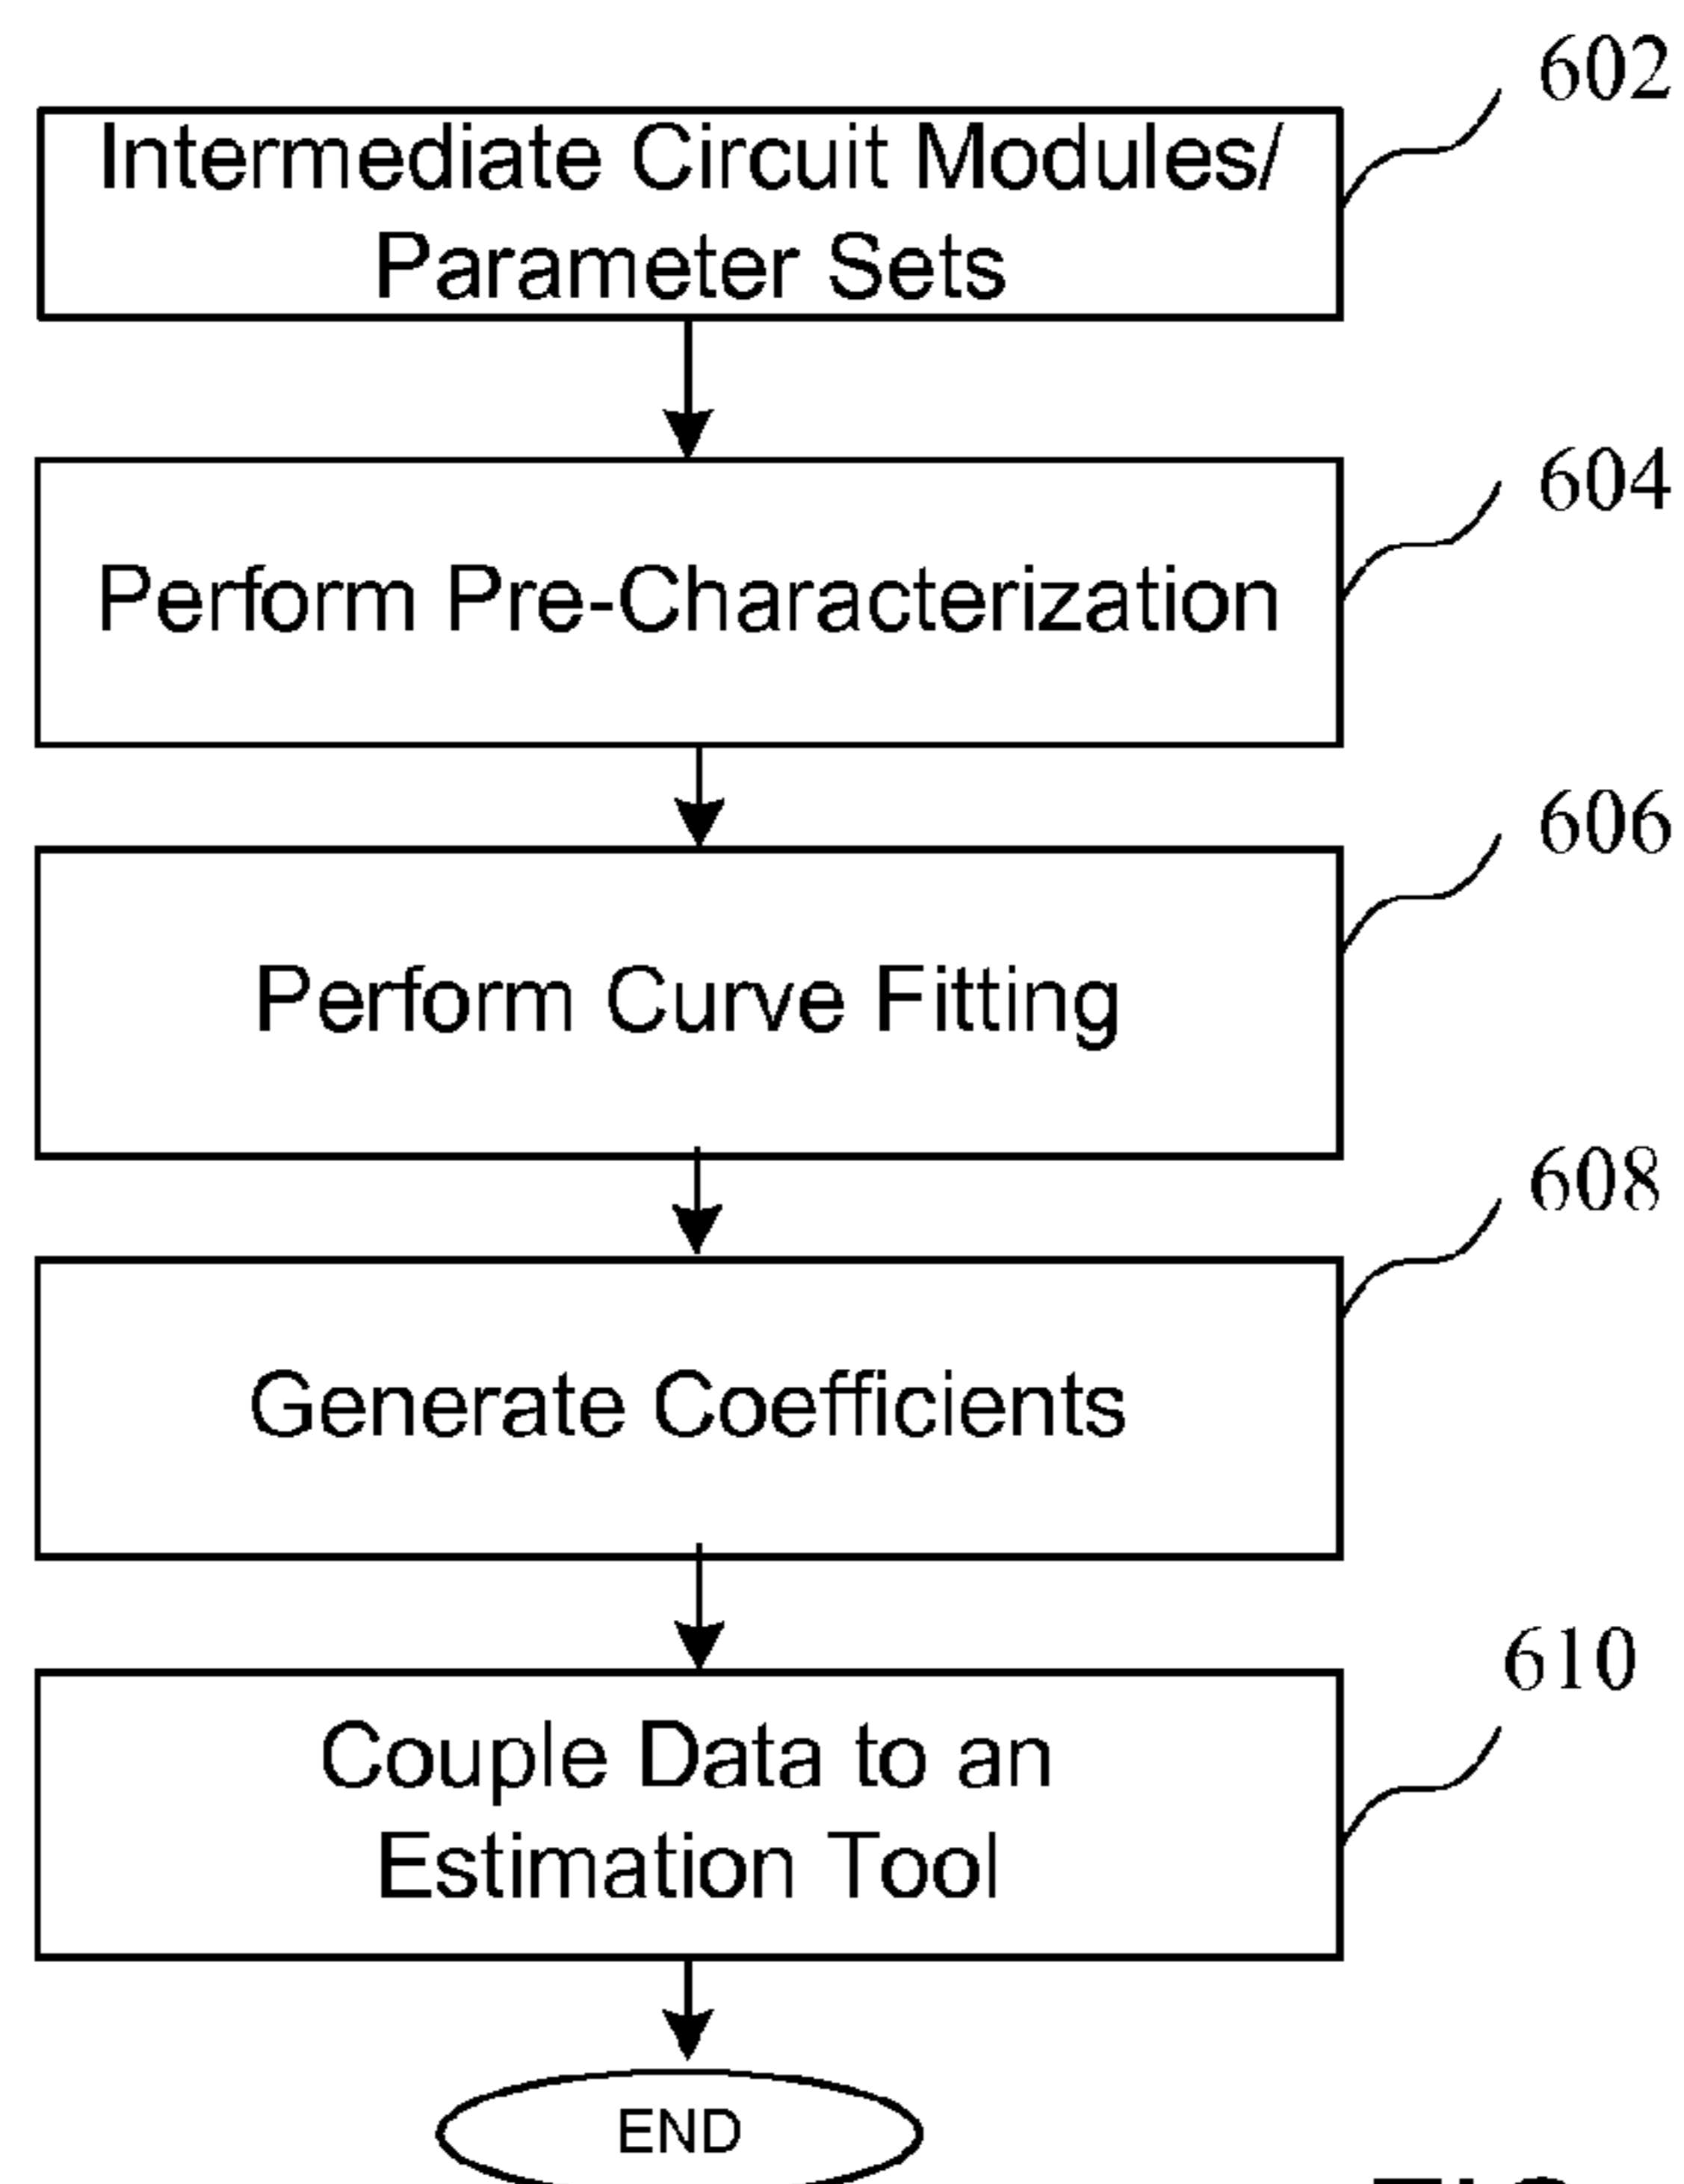 602
Intermediate Circuit Modules/
Parameter Sets
604
Perform Pre-Characterization
606
Perform Curve Fitting
608
Generate Coefficients
610
Couple Data to an
Estimation Tool
END